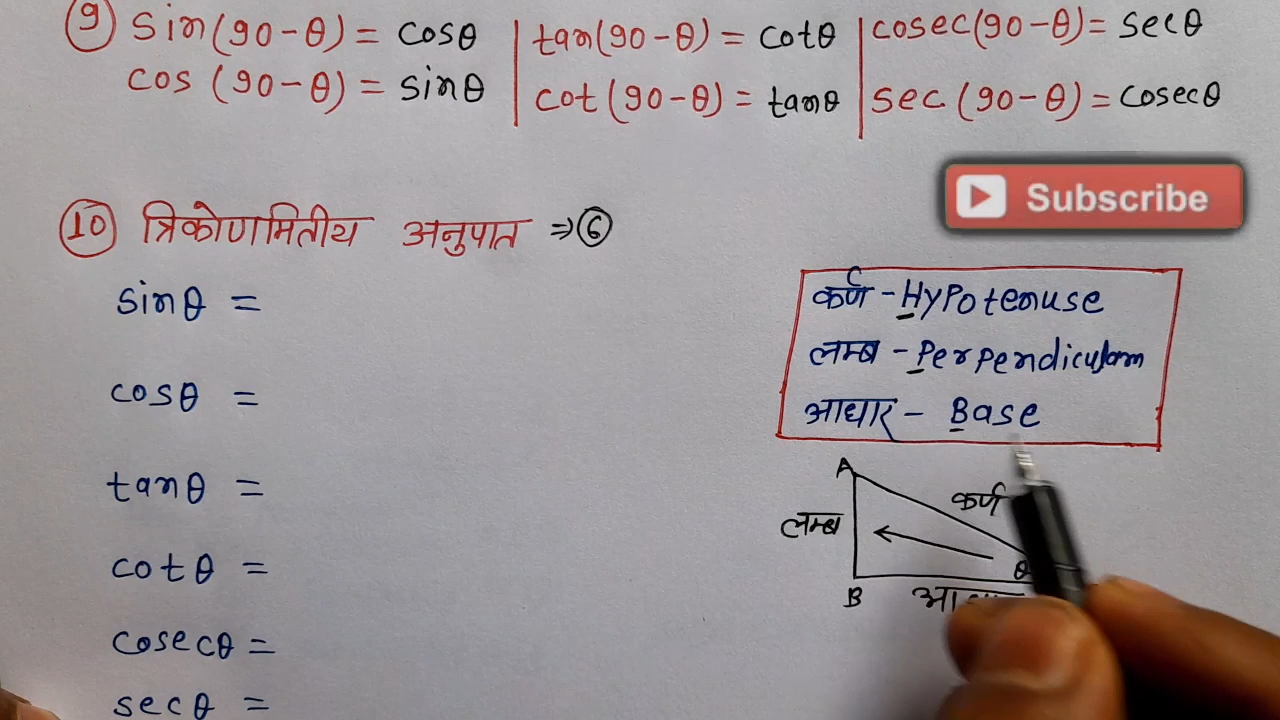 9 sin(90-θ) = cosθ | tan(90-θ) = cotθ | cosec(90-θ) = secθ
cos (90-θ) = sinθ | cot (90-θ) = tanθ | sec (90-θ) = cosecθ
Subscribe
10 त्रिकोणमितीय अनुपात ⇒ 6
sinθ =
cosθ =
tanθ =
cotθ =
cosecθ =
secθ =
C
कर्ण - Hypotenuse
लम्ब -
आधार - Base
A
कर्ण
लम्ब
θ
B